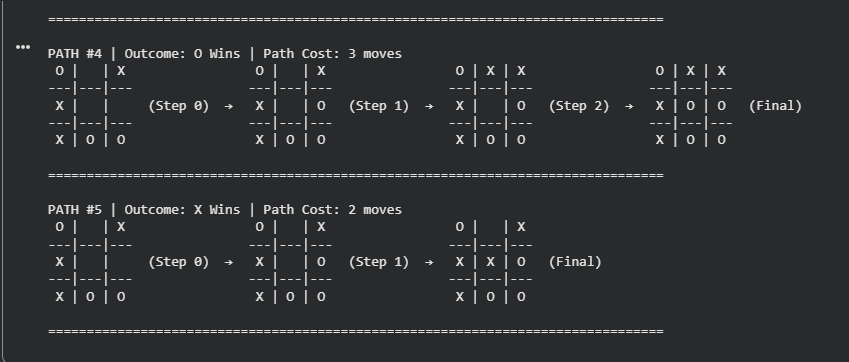 ================================================================================
...
PATH #4 | Outcome: O Wins | Path Cost: 3 moves
 O |   | X                O |   | X                O | X | X                O | X | X
---|---|---              ---|---|---              ---|---|---              ---|---|---
 X |   |    (Step 0)  →   X |   | O  (Step 1)  →   X |   | O  (Step 2)  →   X | O | O  (Final)
---|---|---              ---|---|---              ---|---|---              ---|---|---
 X | O | O                X | O | O                X | O | O                X | O | O
================================================================================
PATH #5 | Outcome: X Wins | Path Cost: 2 moves
 O |   | X                O |   | X                O |   | X
---|---|---              ---|---|---              ---|---|---
 X |   |    (Step 0)  →   X |   | O  (Step 1)  →   X | X | O  (Final)
---|---|---              ---|---|---              ---|---|---
 X | O | O                X | O | O                X | O | O
================================================================================